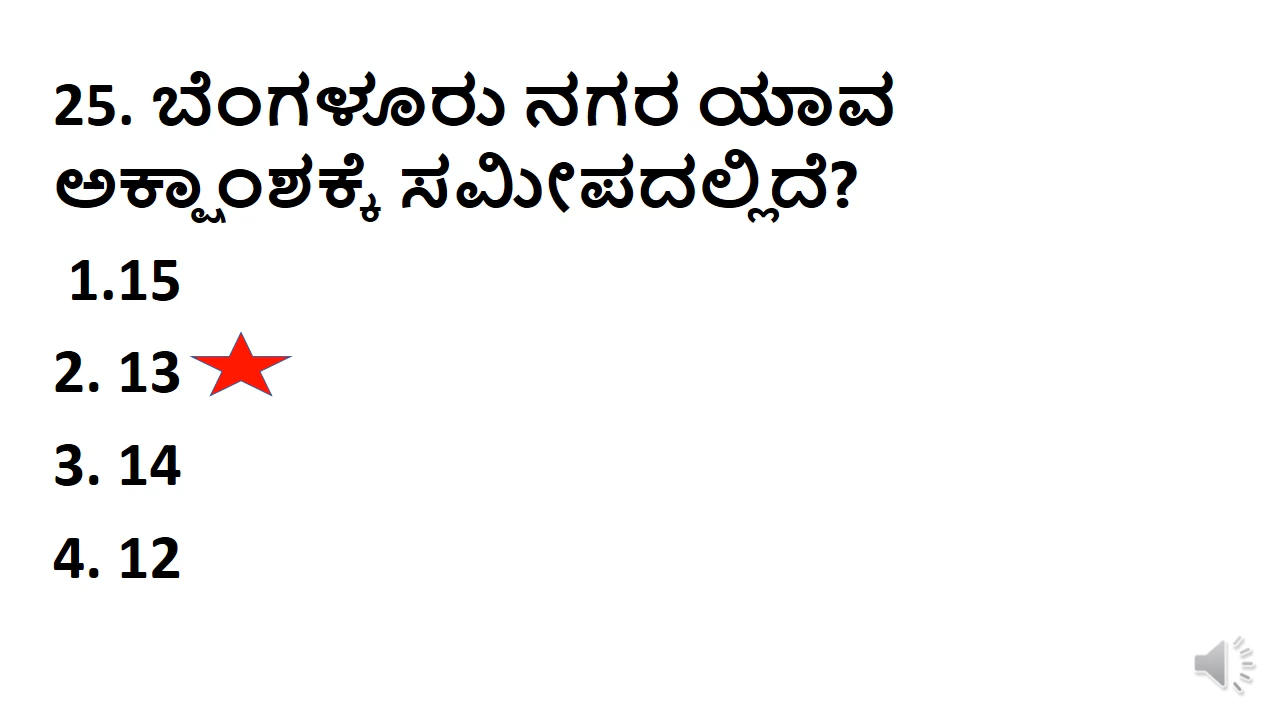 25. ಬೆಂಗಳೂರು ನಗರ ಯಾವ
ಅಕ್ಷಾಂಶಕ್ಕೆ ಸಮೀಪದಲ್ಲಿದೆ?
1.15
2. 13
3. 14
4. 12